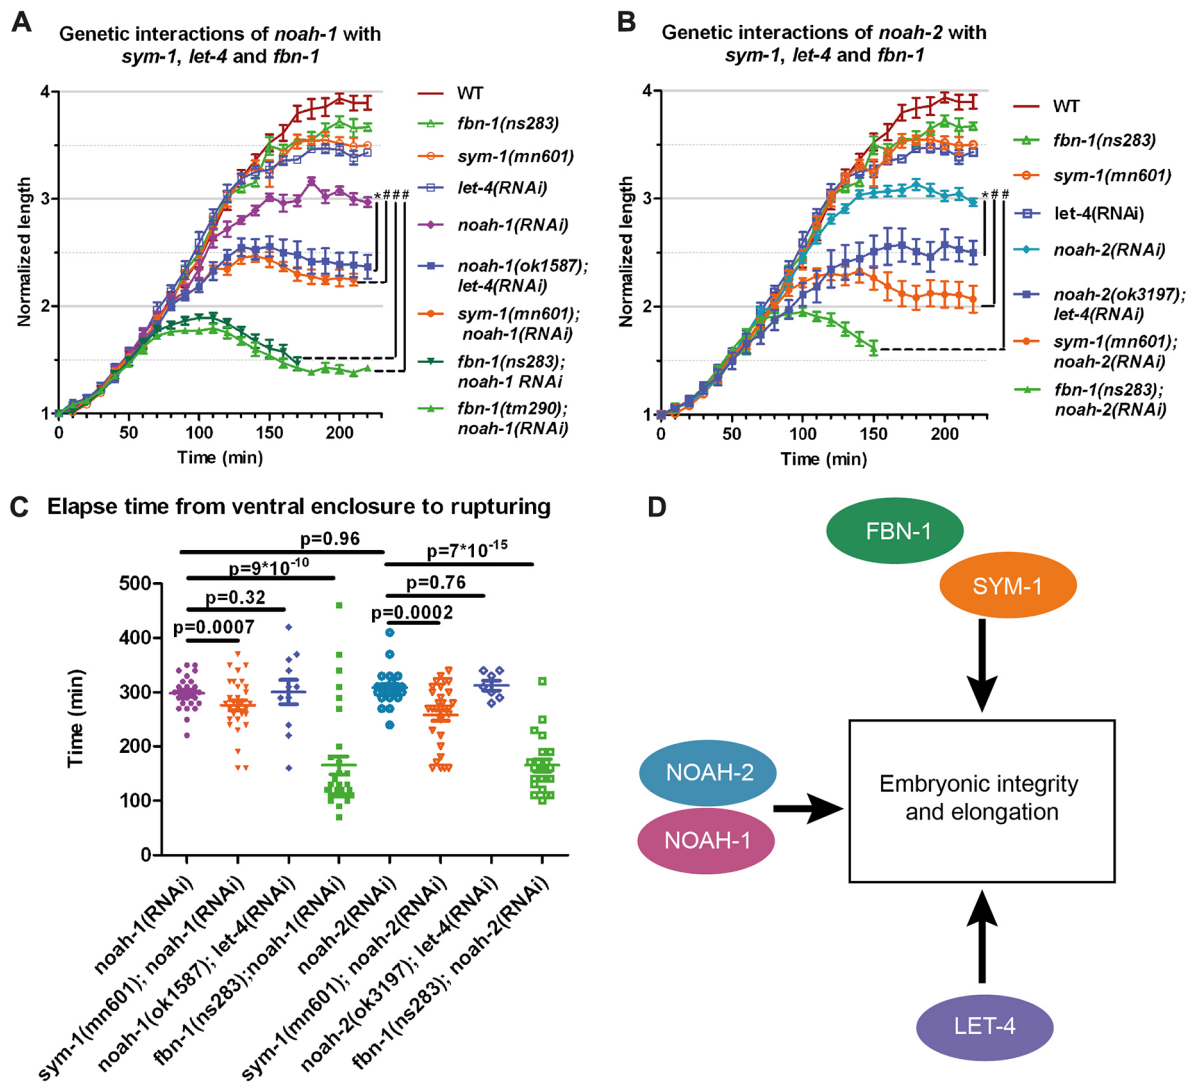 A
Genetic interactions of noah-1 with
sym-1, let-4 and fbn-1
Normalized length
4
3
2
1
0
50
100
150
200
Time (min)
*###
WT
fbn-1(ns283)
sym-1(mn601)
let-4(RNAi)
noah-1(RNAi)
noah-1(ok1587);
let-4(RNAi)
sym-1(mn601);
noah-1(RNAi)
fbn-1(ns283);
noah-1 RNAi
fbn-1(tm290);
noah-1(RNAi)
B
Genetic interactions of noah-2 with
sym-1, let-4 and fbn-1
Normalized length
4
3
2
1
0
50
100
150
200
Time (min)
*##
WT
fbn-1(ns283)
sym-1(mn601)
let-4(RNAi)
noah-2(RNAi)
noah-2(ok3197);
let-4(RNAi)
sym-1(mn601);
noah-2(RNAi)
fbn-1(ns283);
noah-2(RNAi)
C
Elapse time from ventral enclosure to rupturing
p=0.96
p=7*10-15
p=9*10-10
p=0.76
p=0.32
p=0.0002
p=0.0007
Time (min)
500
400
300
200
100
0
noah-1(RNAi)
sym-1(mn601); noah-1(RNAi)
noah-1(ok1587); let-4(RNAi)
fbn-1(ns283);noah-1(RNAi)
noah-2(RNAi)
sym-1(mn601); noah-2(RNAi)
noah-2(ok3197); let-4(RNAi)
fbn-1(ns283); noah-2(RNAi)
D
FBN-1
SYM-1
NOAH-2
NOAH-1
Embryonic integrity
and elongation
LET-4